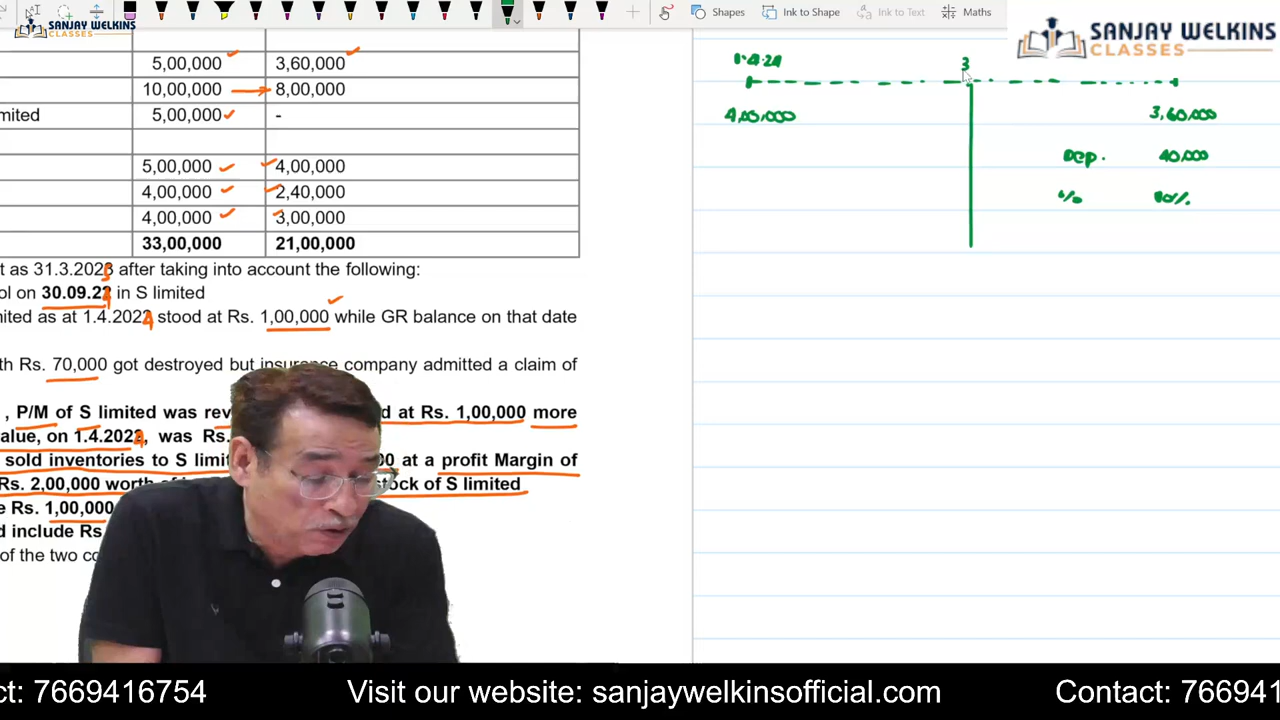 SANJAY WELKINS
CLASSES
Shapes
Ink to Shape
Ink to Text
Maths
SANJAY WELKINS
CLASSES
5,00,000 3,60,000
10,00,000 8,00,000
imited 5,00,000 -
5,00,000 4,00,000
4,00,000 2,40,000
4,00,000 3,00,000
33,00,000 21,00,000
t as 31.3.2025 after taking into account the following:
ol on 30.09.24 in S limited
mited as at 1.4.2024 stood at Rs. 1,00,000 while GR balance on that date
th Rs. 70,000 got destroyed but insurance company admitted a claim of
, P/M of S limited was rev d at Rs. 1,00,000 more
alue, on 1.4.2024, was Rs.
sold inventories to S limit 00 at a profit Margin of
Rs. 2,00,000 worth of stock of S limited
e Rs. 1,00,000
d include Rs
of the two co
1.4.24 3
4,00,000 3,60,000
Dep. 40,000
% 10%
ct: 7669416754 Visit our website: sanjaywelkinsofficial.com Contact: 76694